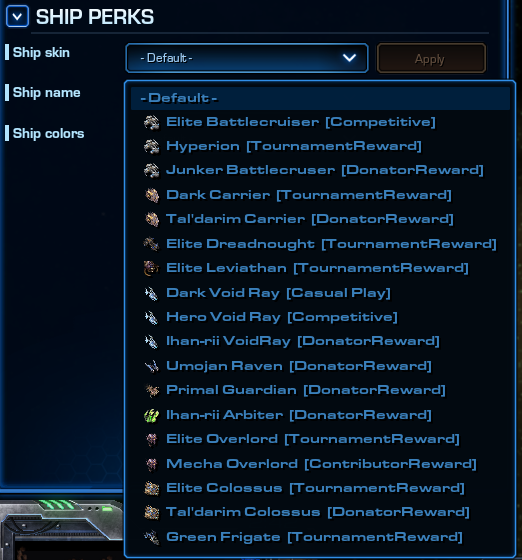 SHIP PERKS
Ship skin
- Default -
Apply
Ship name
Ship colors
- Default -
Elite Battlecruiser [Competitive]
Hyperion [TournamentReward]
Junker Battlecruser [DonatorReward]
Dark Carrier [TournamentReward]
Tal'darim Carrier [DonatorReward]
Elite Dreadnought [TournamentReward]
Elite Leviathan [TournamentReward]
Dark Void Ray [Casual Play]
Hero Void Ray [Competitive]
Ihan-rii VoidRay [DonatorReward]
Umojan Raven [DonatorReward]
Primal Guardian [DonatorReward]
Ihan-rii Arbiter [DonatorReward]
Elite Overlord [TournamentReward]
Mecha Overlord [ContributorReward]
Elite Colossus [TournamentReward]
Tal'darim Colossus [DonatorReward]
Green Frigate [TournamentReward]